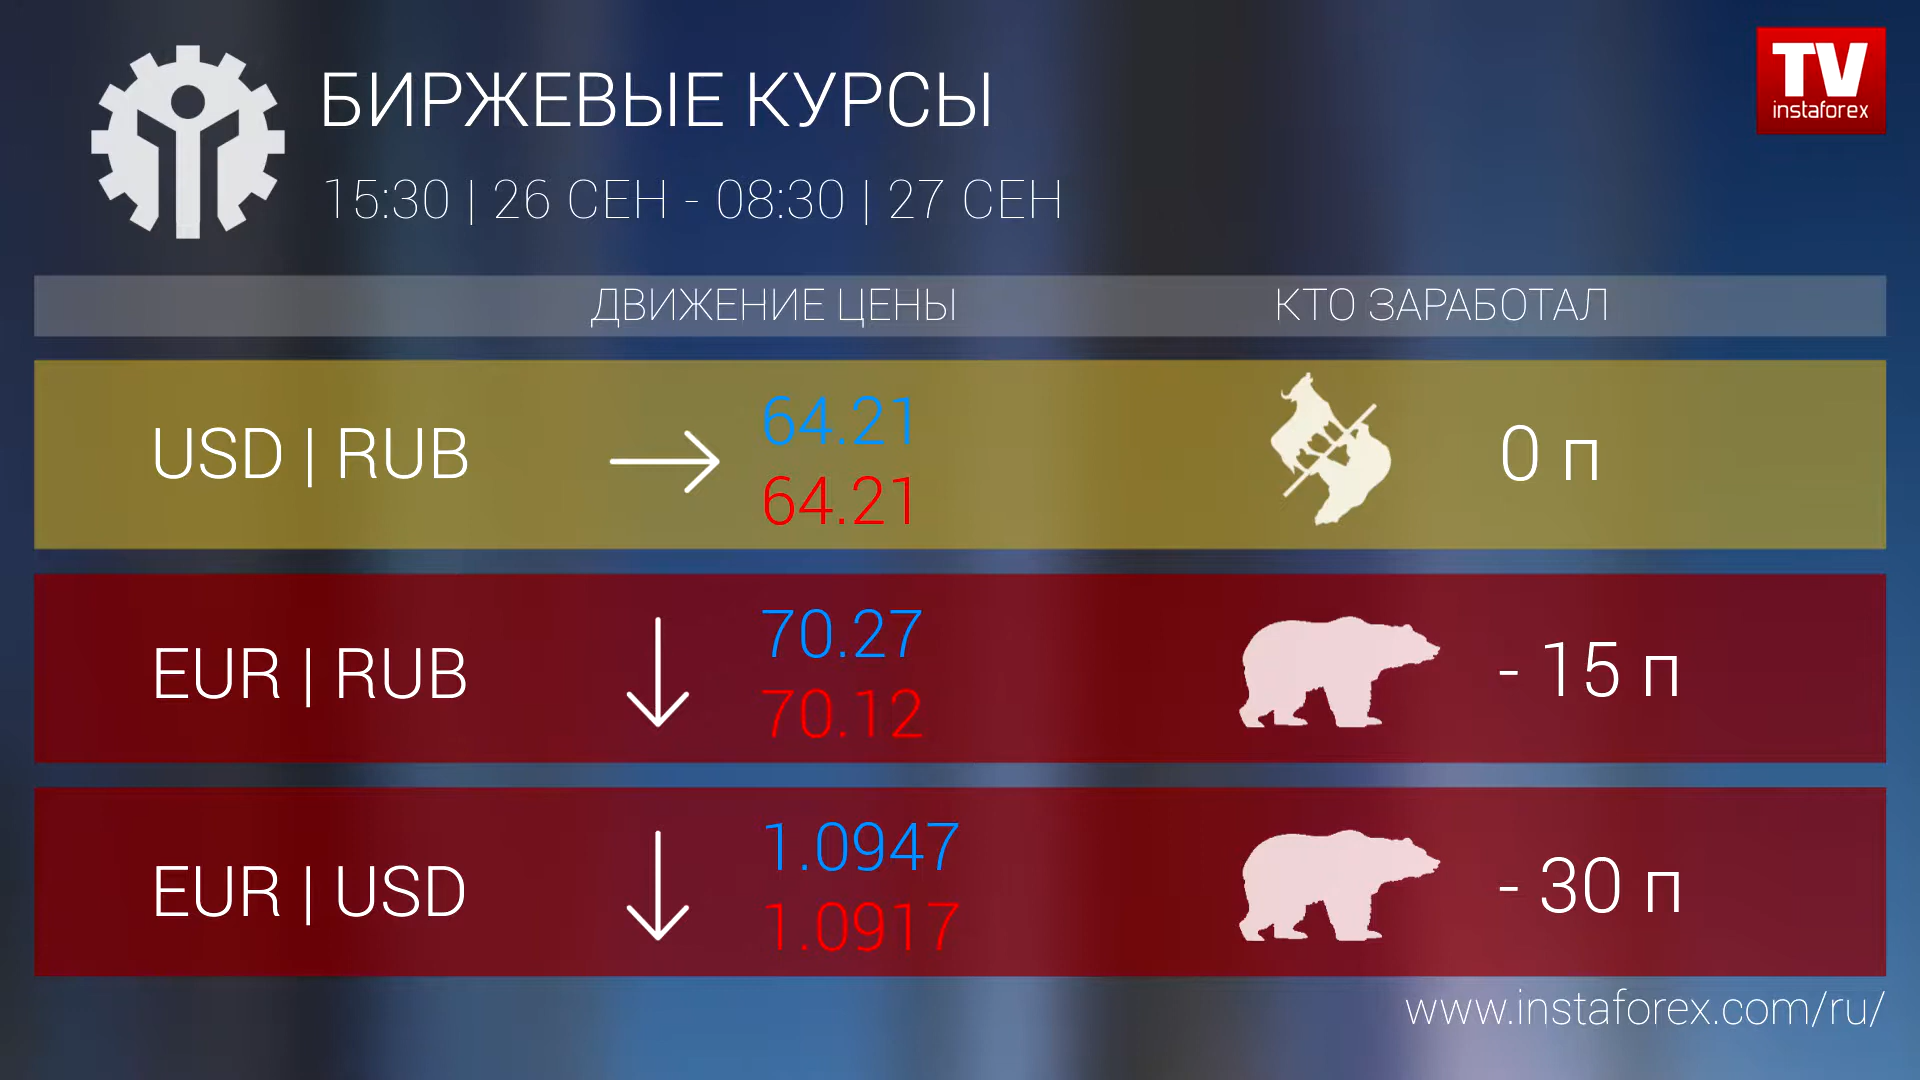 БИРЖЕВЫЕ КУРСЫ
TV
instaforex
15:30 | 26 СЕН - 08:30 | 27 СЕН
ДВИЖЕНИЕ ЦЕНЫ КТО ЗАРАБОТАЛ
USD | RUB 64.21 0 п
64.21
EUR | RUB 70.27 - 15 п
70.12
EUR | USD 1.0947 - 30 п
1.0917
www.instaforex.com/ru/